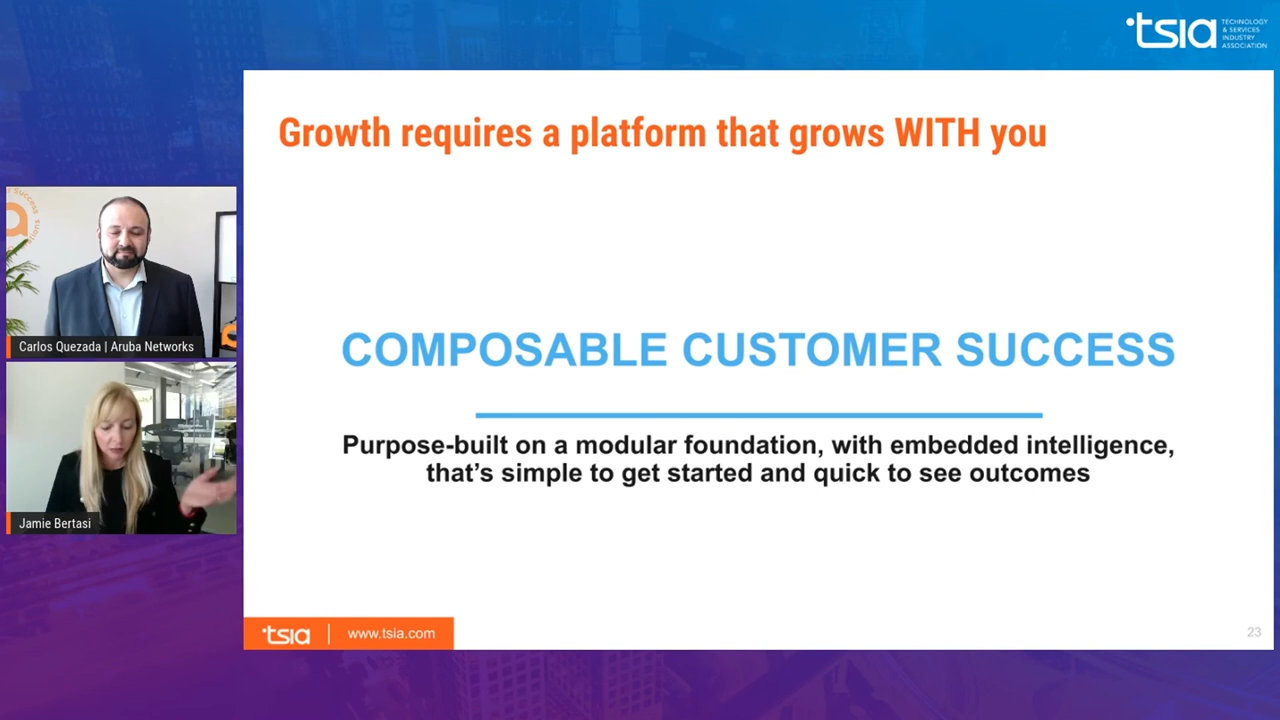 tsia
TECHNOLOGY
& SERVICES
INDUSTRY
ASSOCIATION
Growth requires a platform that grows WITH you
Carlos Quezada | Aruba Networks
Jamie Bertasi
COMPOSABLE CUSTOMER SUCCESS
Purpose-built on a modular foundation, with embedded intelligence,
that’s simple to get started and quick to see outcomes
tsia | www.tsia.com
23